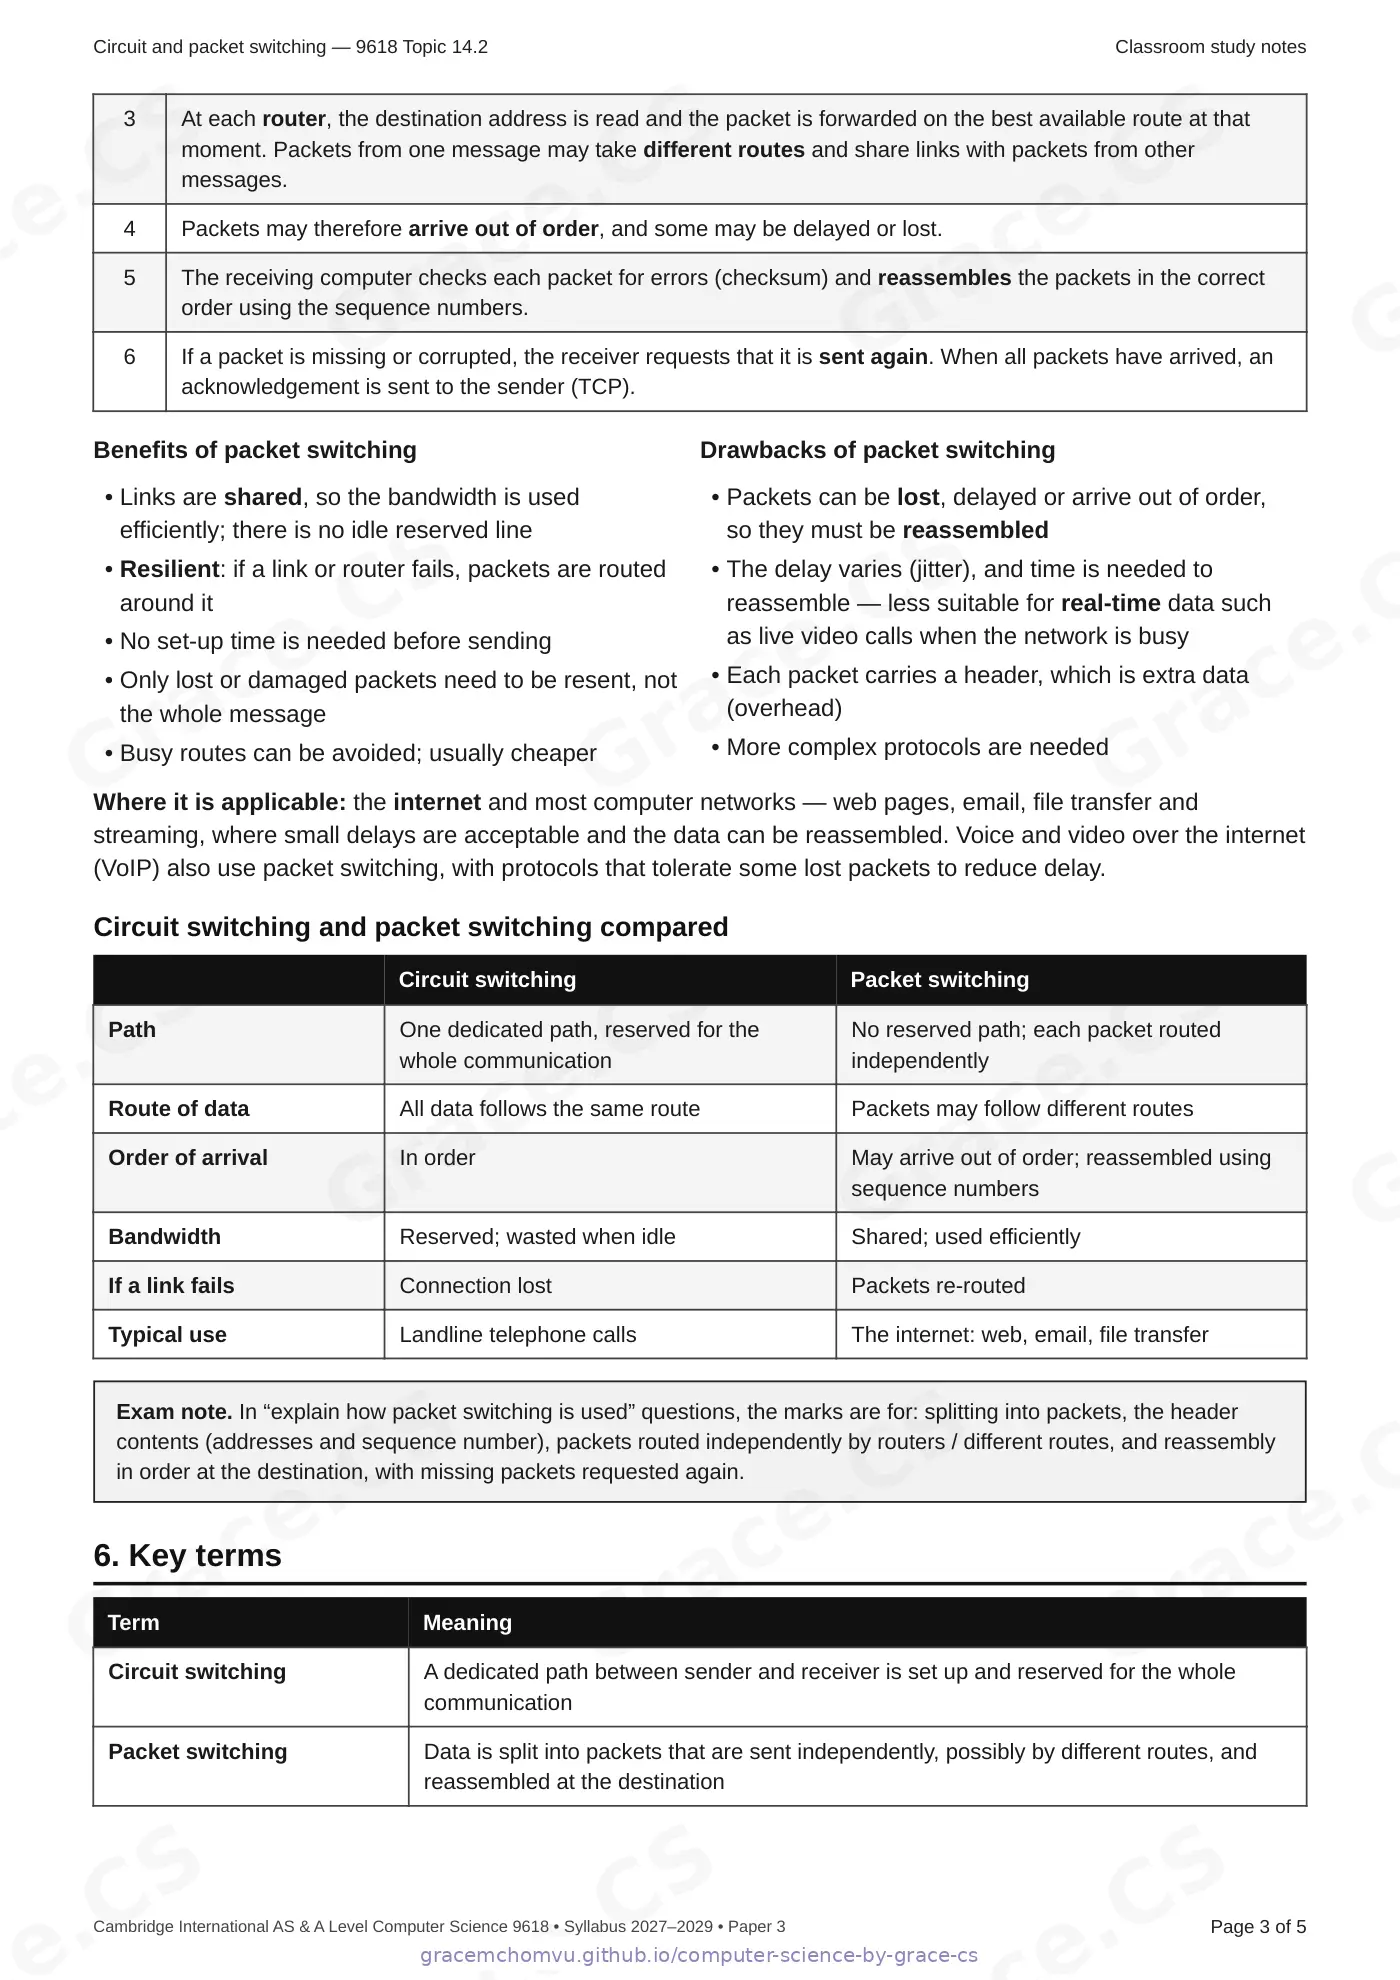 Circuit and packet switching — 9618 Topic 14.2
Classroom study notes
3
At each router, the destination address is read and the packet is forwarded on the best available route at that
moment. Packets from one message may take different routes and share links with packets from other
messages.
4
Packets may therefore arrive out of order, and some may be delayed or lost.
5
The receiving computer checks each packet for errors (checksum) and reassembles the packets in the correct
order using the sequence numbers.
6
If a packet is missing or corrupted, the receiver requests that it is sent again. When all packets have arrived, an
acknowledgement is sent to the sender (TCP).
Benefits of packet switching
• Links are shared, so the bandwidth is used
efficiently; there is no idle reserved line
• Resilient: if a link or router fails, packets are routed
around it
• No set-up time is needed before sending
• Only lost or damaged packets need to be resent, not
the whole message
• Busy routes can be avoided; usually cheaper
Drawbacks of packet switching
• Packets can be lost, delayed or arrive out of order,
so they must be reassembled
• The delay varies (jitter), and time is needed to
reassemble — less suitable for real-time data such
as live video calls when the network is busy
• Each packet carries a header, which is extra data
(overhead)
• More complex protocols are needed
Where it is applicable: the internet and most computer networks — web pages, email, file transfer and
streaming, where small delays are acceptable and the data can be reassembled. Voice and video over the internet
(VoIP) also use packet switching, with protocols that tolerate some lost packets to reduce delay.
Circuit switching and packet switching compared
Circuit switching
Packet switching
Path
One dedicated path, reserved for the
whole communication
No reserved path; each packet routed
independently
Route of data
All data follows the same route
Packets may follow different routes
Order of arrival
In order
May arrive out of order; reassembled using
sequence numbers
Bandwidth
Reserved; wasted when idle
Shared; used efficiently
If a link fails
Connection lost
Packets re-routed
Typical use
Landline telephone calls
The internet: web, email, file transfer
Exam note. In “explain how packet switching is used” questions, the marks are for: splitting into packets, the header
contents (addresses and sequence number), packets routed independently by routers / different routes, and reassembly
in order at the destination, with missing packets requested again.
6. Key terms
Term
Meaning
Circuit switching
A dedicated path between sender and receiver is set up and reserved for the whole
communication
Packet switching
Data is split into packets that are sent independently, possibly by different routes, and
reassembled at the destination
Cambridge International AS & A Level Computer Science 9618 • Syllabus 2027–2029 • Paper 3
Page 3 of 5
gracemchomvu.github.io/computer-science-by-grace-cs
Grace.CS